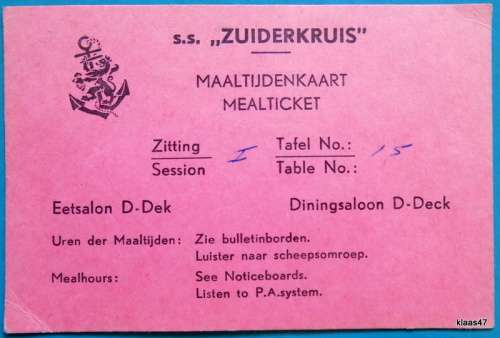 s.s. „ZUIDERKRUIS"
MAALTIJDENKAART
MEALTICKET
Zitting I Tafel No.: 15
Session Table No.:
Eetsalon D-Dek Diningsaloon D-Deck
Uren der Maaltijden: Zie bulletinborden.
Luister naar scheepsomroep.
Mealhours: See Noticeboards.
Listen to P.A.system.
klaas47